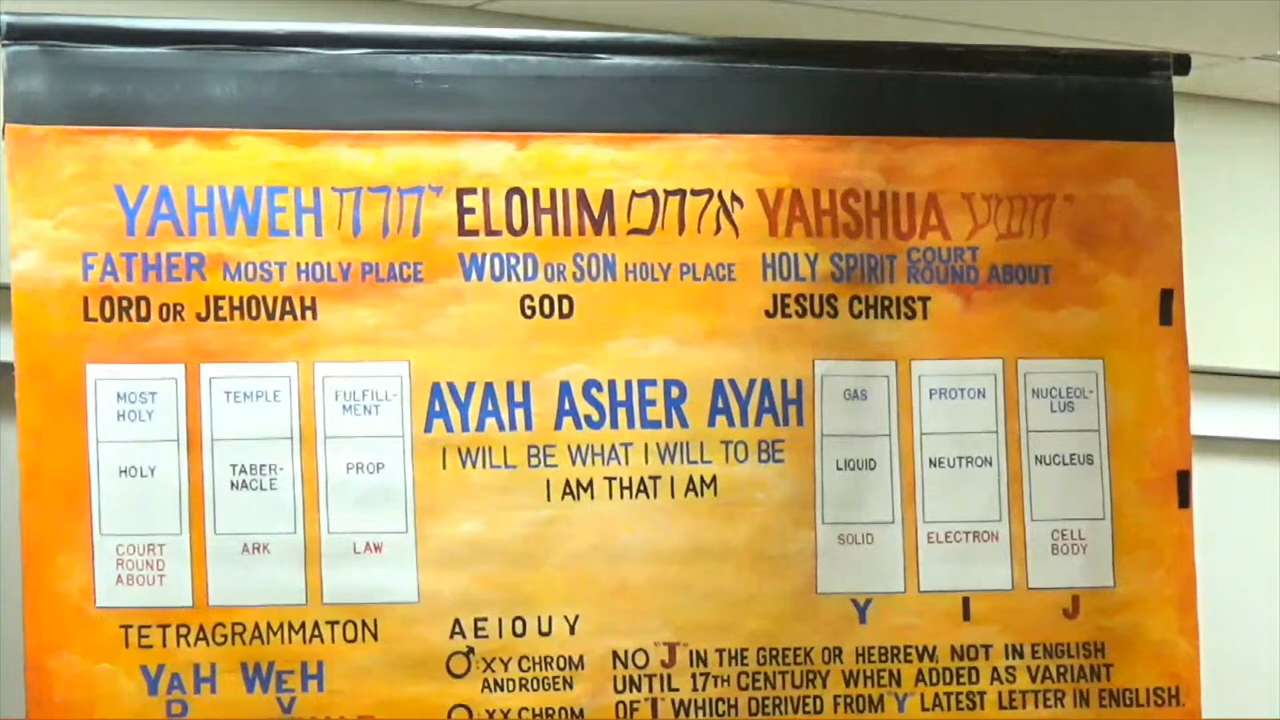 YAHWEH יהוה ELOHIM אלהים YAHSHUA
FATHER MOST HOLY PLACE WORD OR SON HOLY PLACE HOLY SPIRIT COURT ROUND ABOUT
LORD OR JEHOVAH GOD JESUS CHRIST
MOST HOLY
HOLY
COURT ROUND ABOUT
TEMPLE
TABER-
NACLE
ARK
FULFILL-
MENT
PROP
LAW
AYAH ASHER AYAH
I WILL BE WHAT I WILL TO BE
I AM THAT I AM
GAS
LIQUID
SOLID
PROTON
NEUTRON
ELECTRON
NUCLEOL-
LUS
NUCLEUS
CELL
BODY
Y I J
TETRAGRAMMATON
YAH WEH
A E I O U Y
♂:XY CHROM
ANDROGEN
:XY CHROM
NO "J" IN THE GREEK OR HEBREW, NOT IN ENGLISH
UNTIL 17TH CENTURY WHEN ADDED AS VARIANT
OF "I" WHICH DERIVED FROM "Y" LATEST LETTER IN ENGLISH.